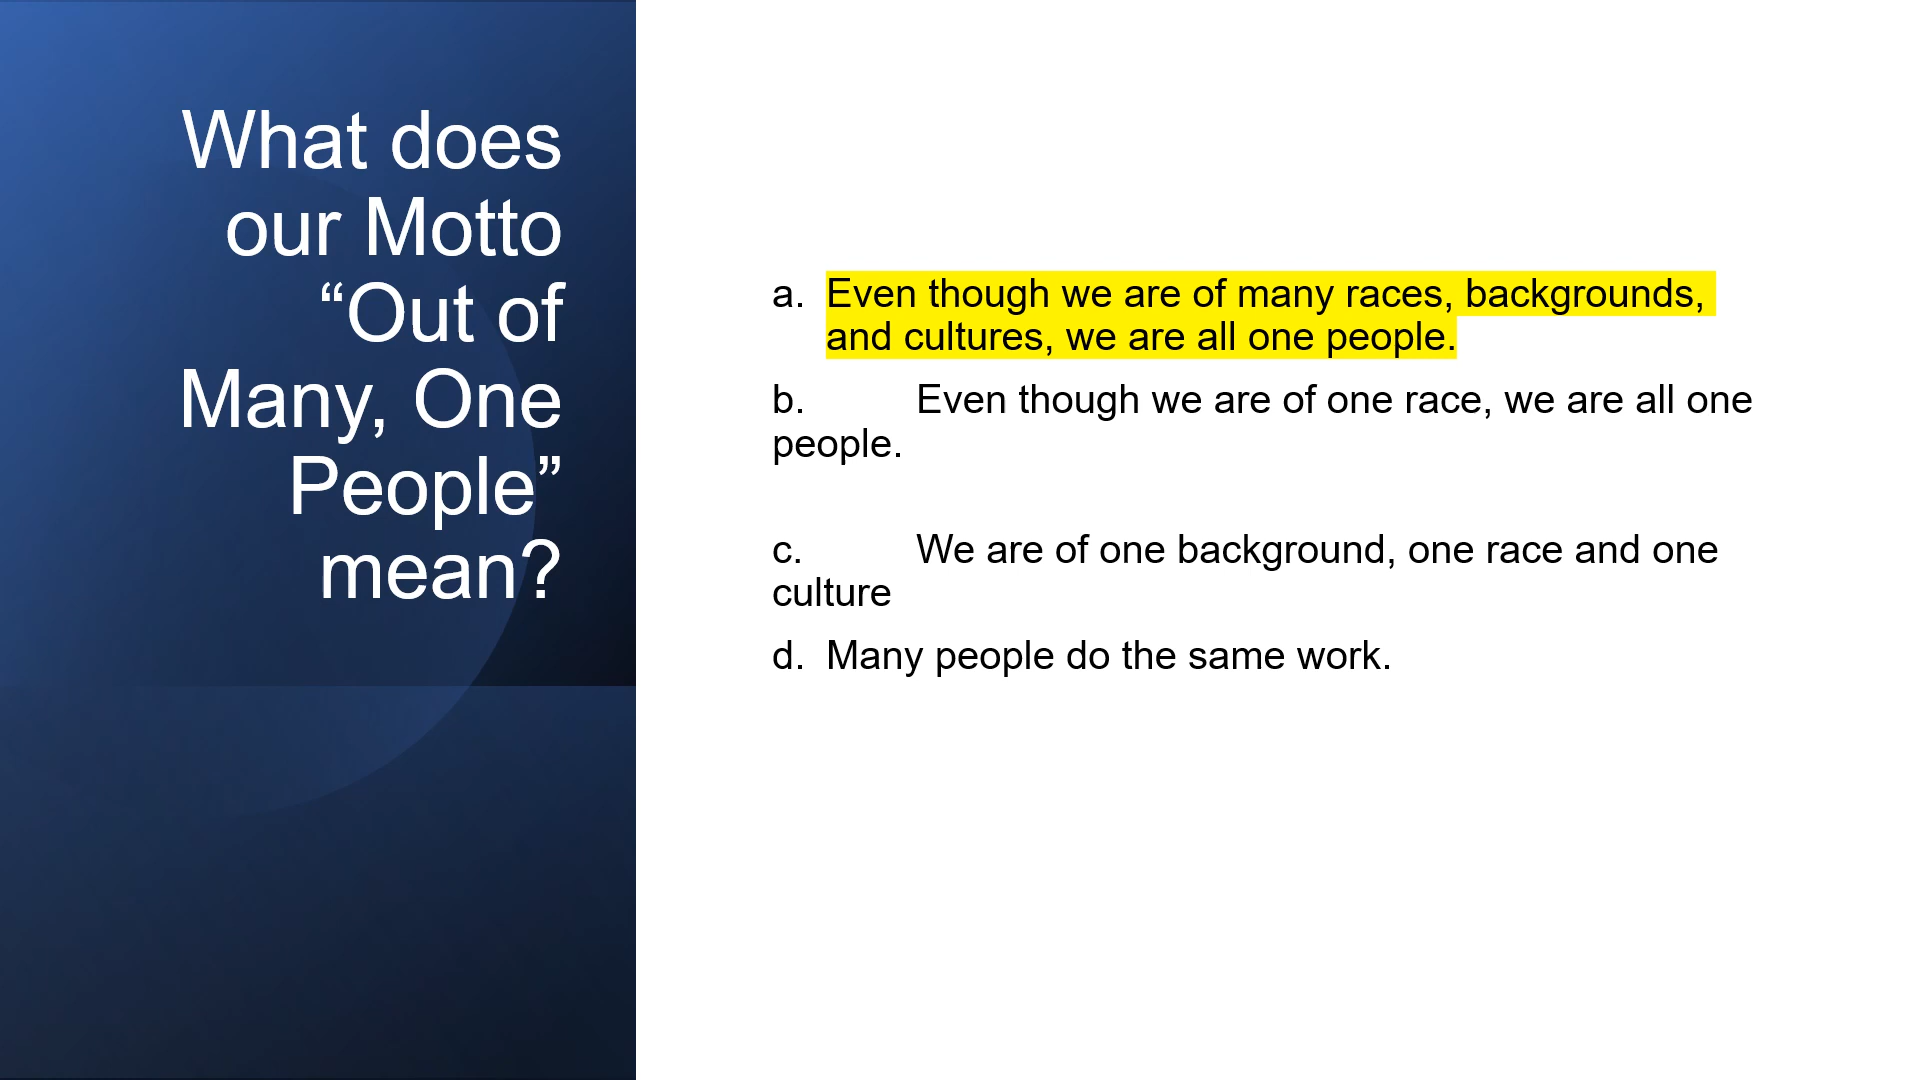 What does
our Motto
“Out of
Many, One
People”
mean?
a. Even though we are of many races, backgrounds,
and cultures, we are all one people.
b. Even though we are of one race, we are all one
people.
c. We are of one background, one race and one
culture
d. Many people do the same work.